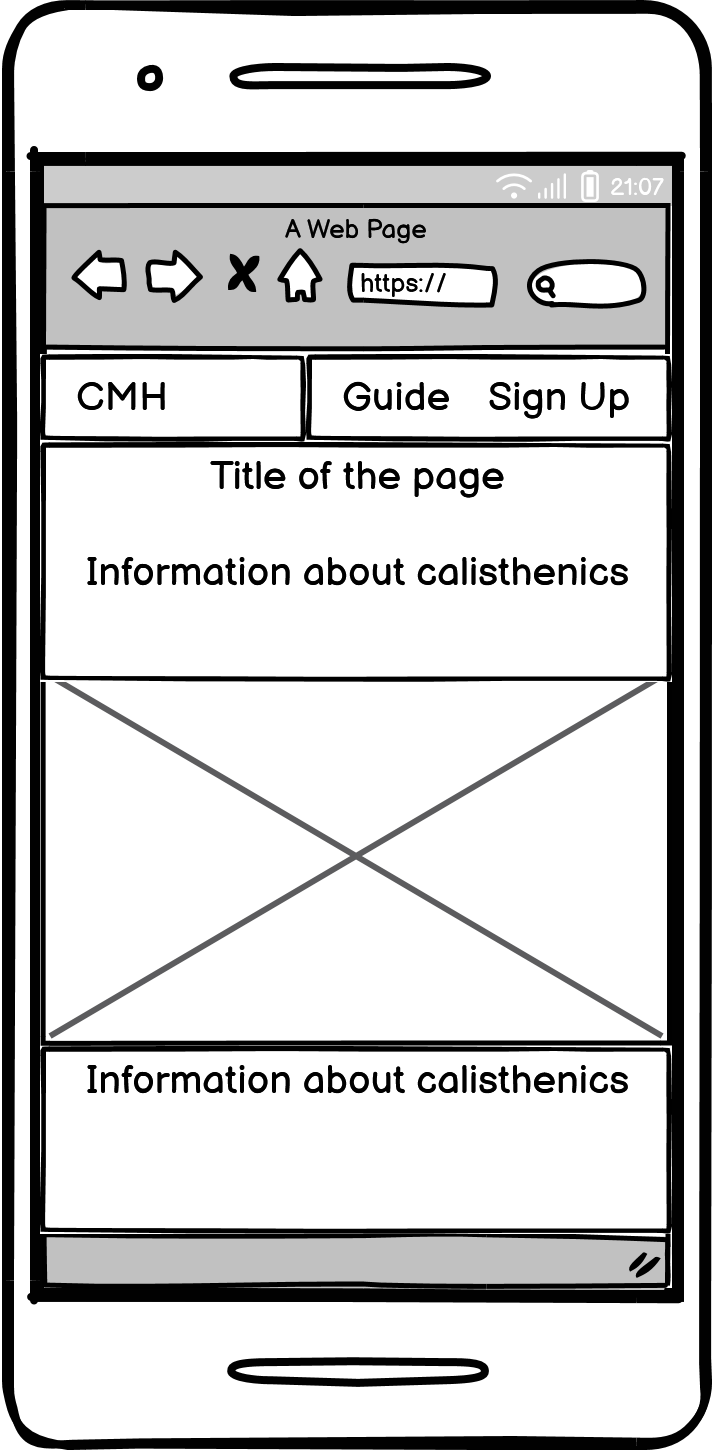 21:07
A Web Page
https://
CMH Guide Sign Up
Title of the page
Information about calisthenics
Information about calisthenics